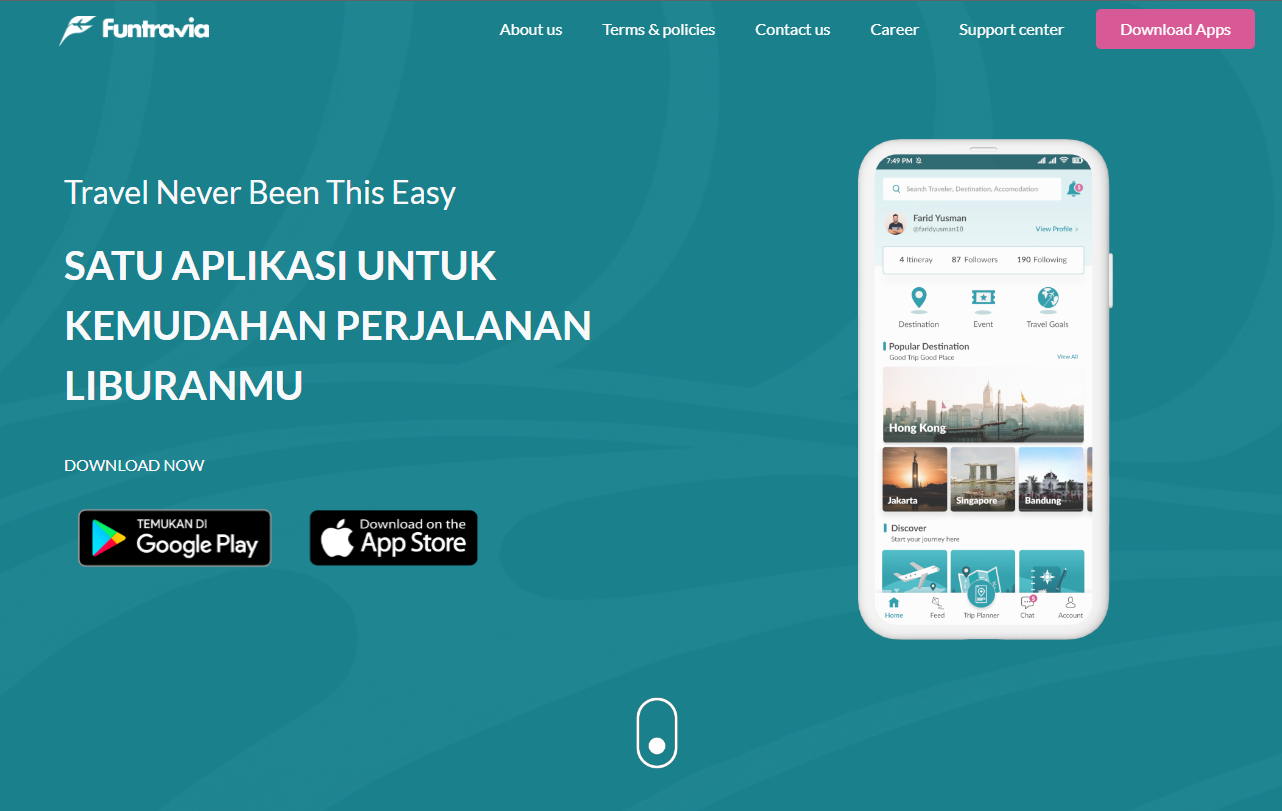 Funtravia
About us
Terms & policies
Contact us
Career
Support center
Download Apps
Travel Never Been This Easy
SATU APLIKASI UNTUK
KEMUDAHAN PERJALANAN
LIBURANMU
DOWNLOAD NOW
TEMUKAN DI
Google Play
Download on the
App Store
7:49 PM
Search Traveler, Destination, Accomodation
Farid Yusman
@faridyusman18
View Profile >
4 Itineray 87 Followers 190 Following
Destination Event Travel Goals
Popular Destination
Good Trip Good Place
View All
Hong Kong
Jakarta Singapore Bandung
Discover
Start your journey here
Home Feed Trip Planner Chat Account